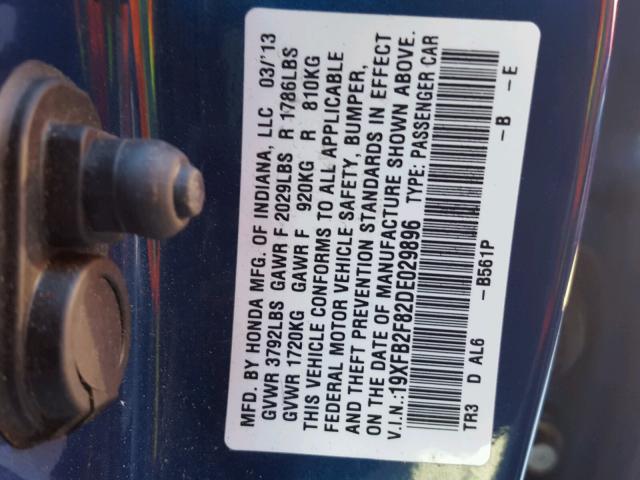 MFD. BY HONDA MFG. OF INDIANA, LLC 03/'13
GVWR 3792LBS GAWR F 2029LBS R 1786LBS
GVWR 1720KG GAWR F 920KG R 810KG
THIS VEHICLE CONFORMS TO ALL APPLICABLE
FEDERAL MOTOR VEHICLE SAFETY, BUMPER,
AND THEFT PREVENTION STANDARDS IN EFFECT
ON THE DATE OF MANUFACTURE SHOWN ABOVE.
V.I.N.:19XFB2F82DE029896 TYPE: PASSENGER CAR
TR3 D AL6 -B561P -B -E